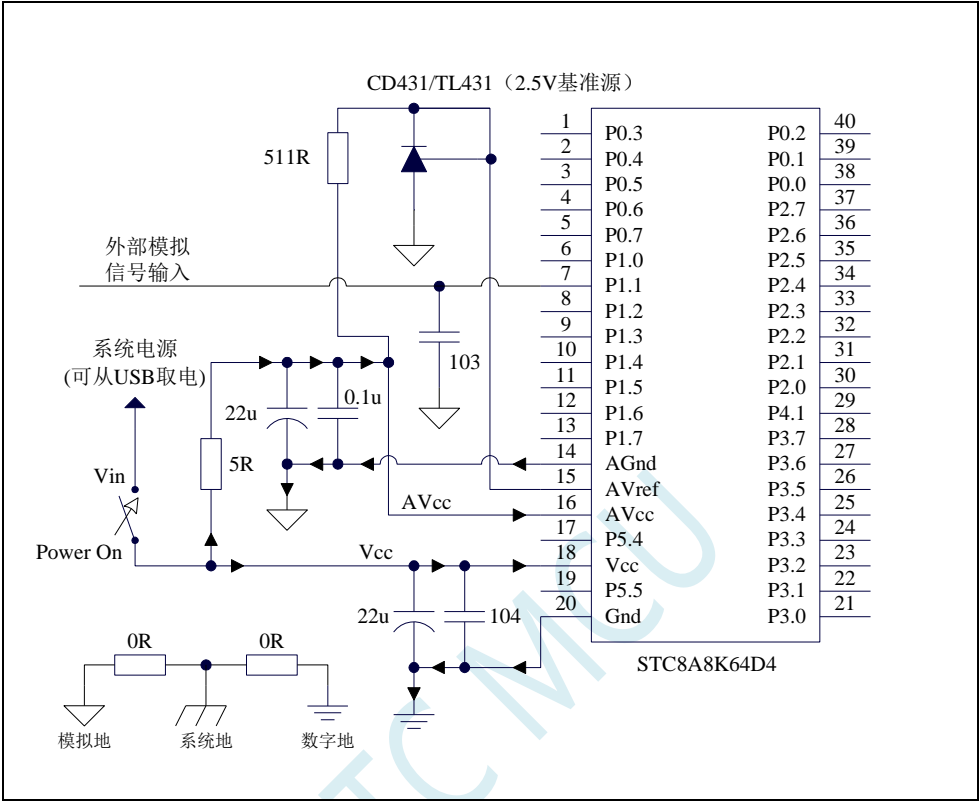 CD431/TL431（2.5V基准源）
511R
外部模拟
信号输入
103
系统电源
(可从USB取电)
22u
0.1u
5R
Vin
Power On
AVcc
Vcc
22u
104
0R
0R
模拟地
系统地
数字地
1 P0.3 P0.2 40
2 P0.4 P0.1 39
3 P0.5 P0.0 38
4 P0.6 P2.7 37
5 P0.7 P2.6 36
6 P1.0 P2.5 35
7 P1.1 P2.4 34
8 P1.2 P2.3 33
9 P1.3 P2.2 32
10 P1.4 P2.1 31
11 P1.5 P2.0 30
12 P1.6 P4.1 29
13 P1.7 P3.7 28
14 AGnd P3.6 27
15 AVref P3.5 26
16 AVcc P3.4 25
17 P5.4 P3.3 24
18 Vcc P3.2 23
19 P5.5 P3.1 22
20 Gnd P3.0 21
STC8A8K64D4
STC MCU